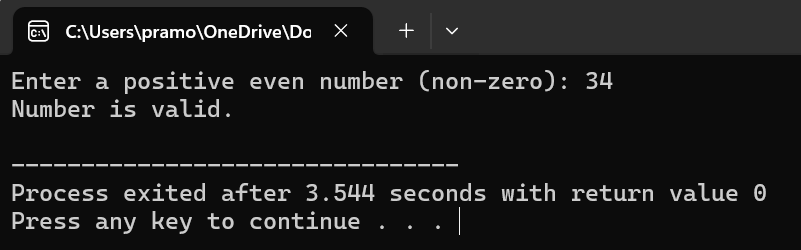 C:\Users\pramo\OneDrive\Do
Enter a positive even number (non-zero): 34
Number is valid.
--------------------------------
Process exited after 3.544 seconds with return value 0
Press any key to continue . . .